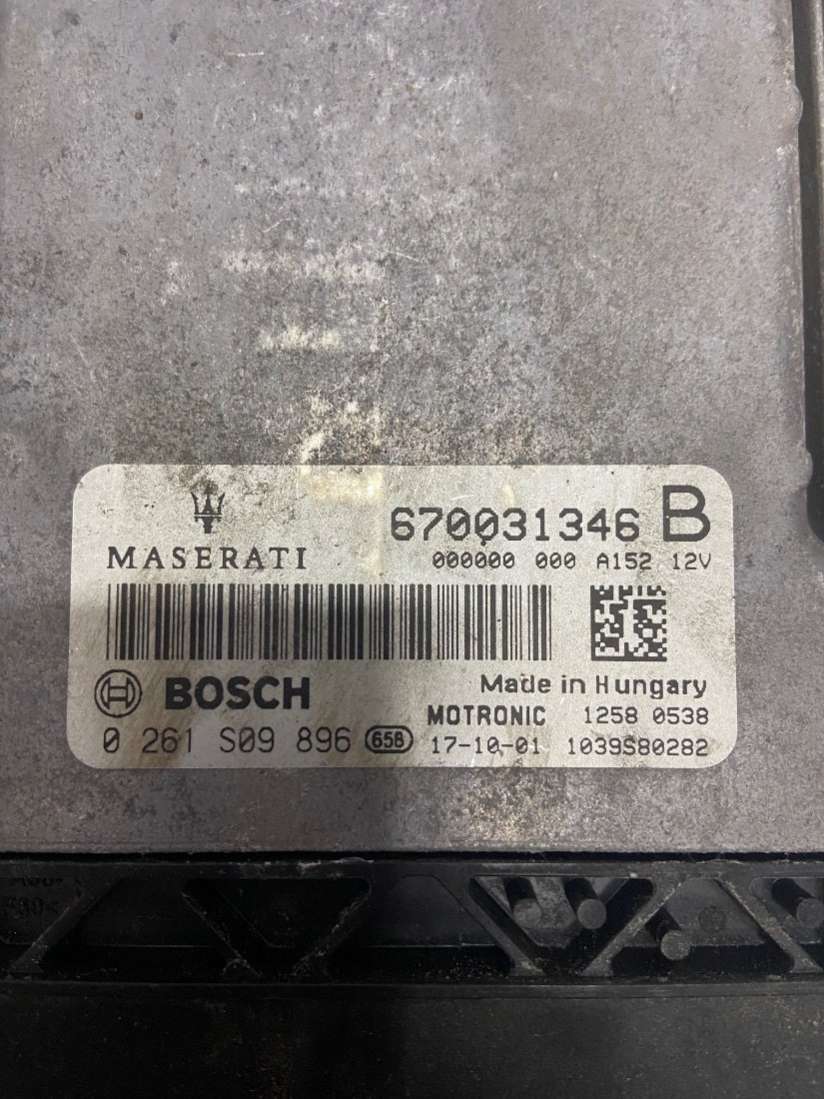 670031346 B
MASERATI
000000 000 A152 12V
BOSCH
Made in Hungary
MOTRONIC 1258 0538
0 261 S09 896 658 17-10-01 1039S80282